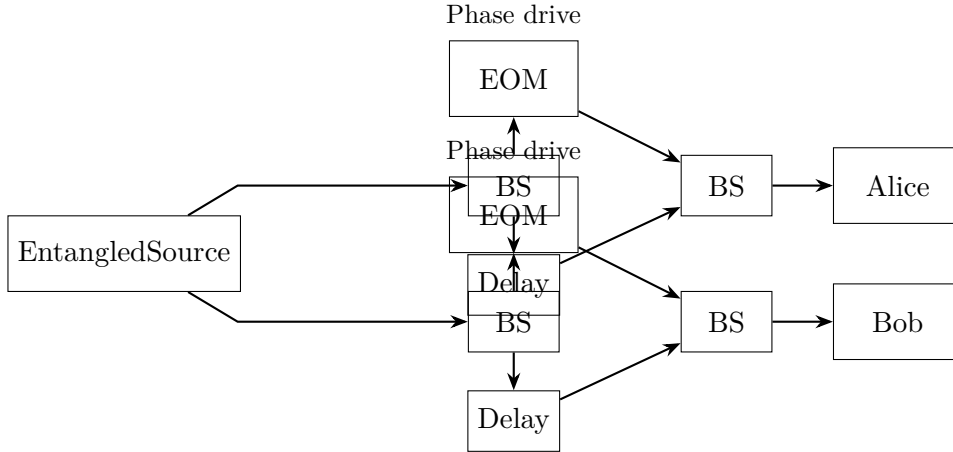 Phase drive
EOM
Phase drive
BS
EOM
BS
Alice
EntangledSource
Delay
BS
BS
Bob
Delay